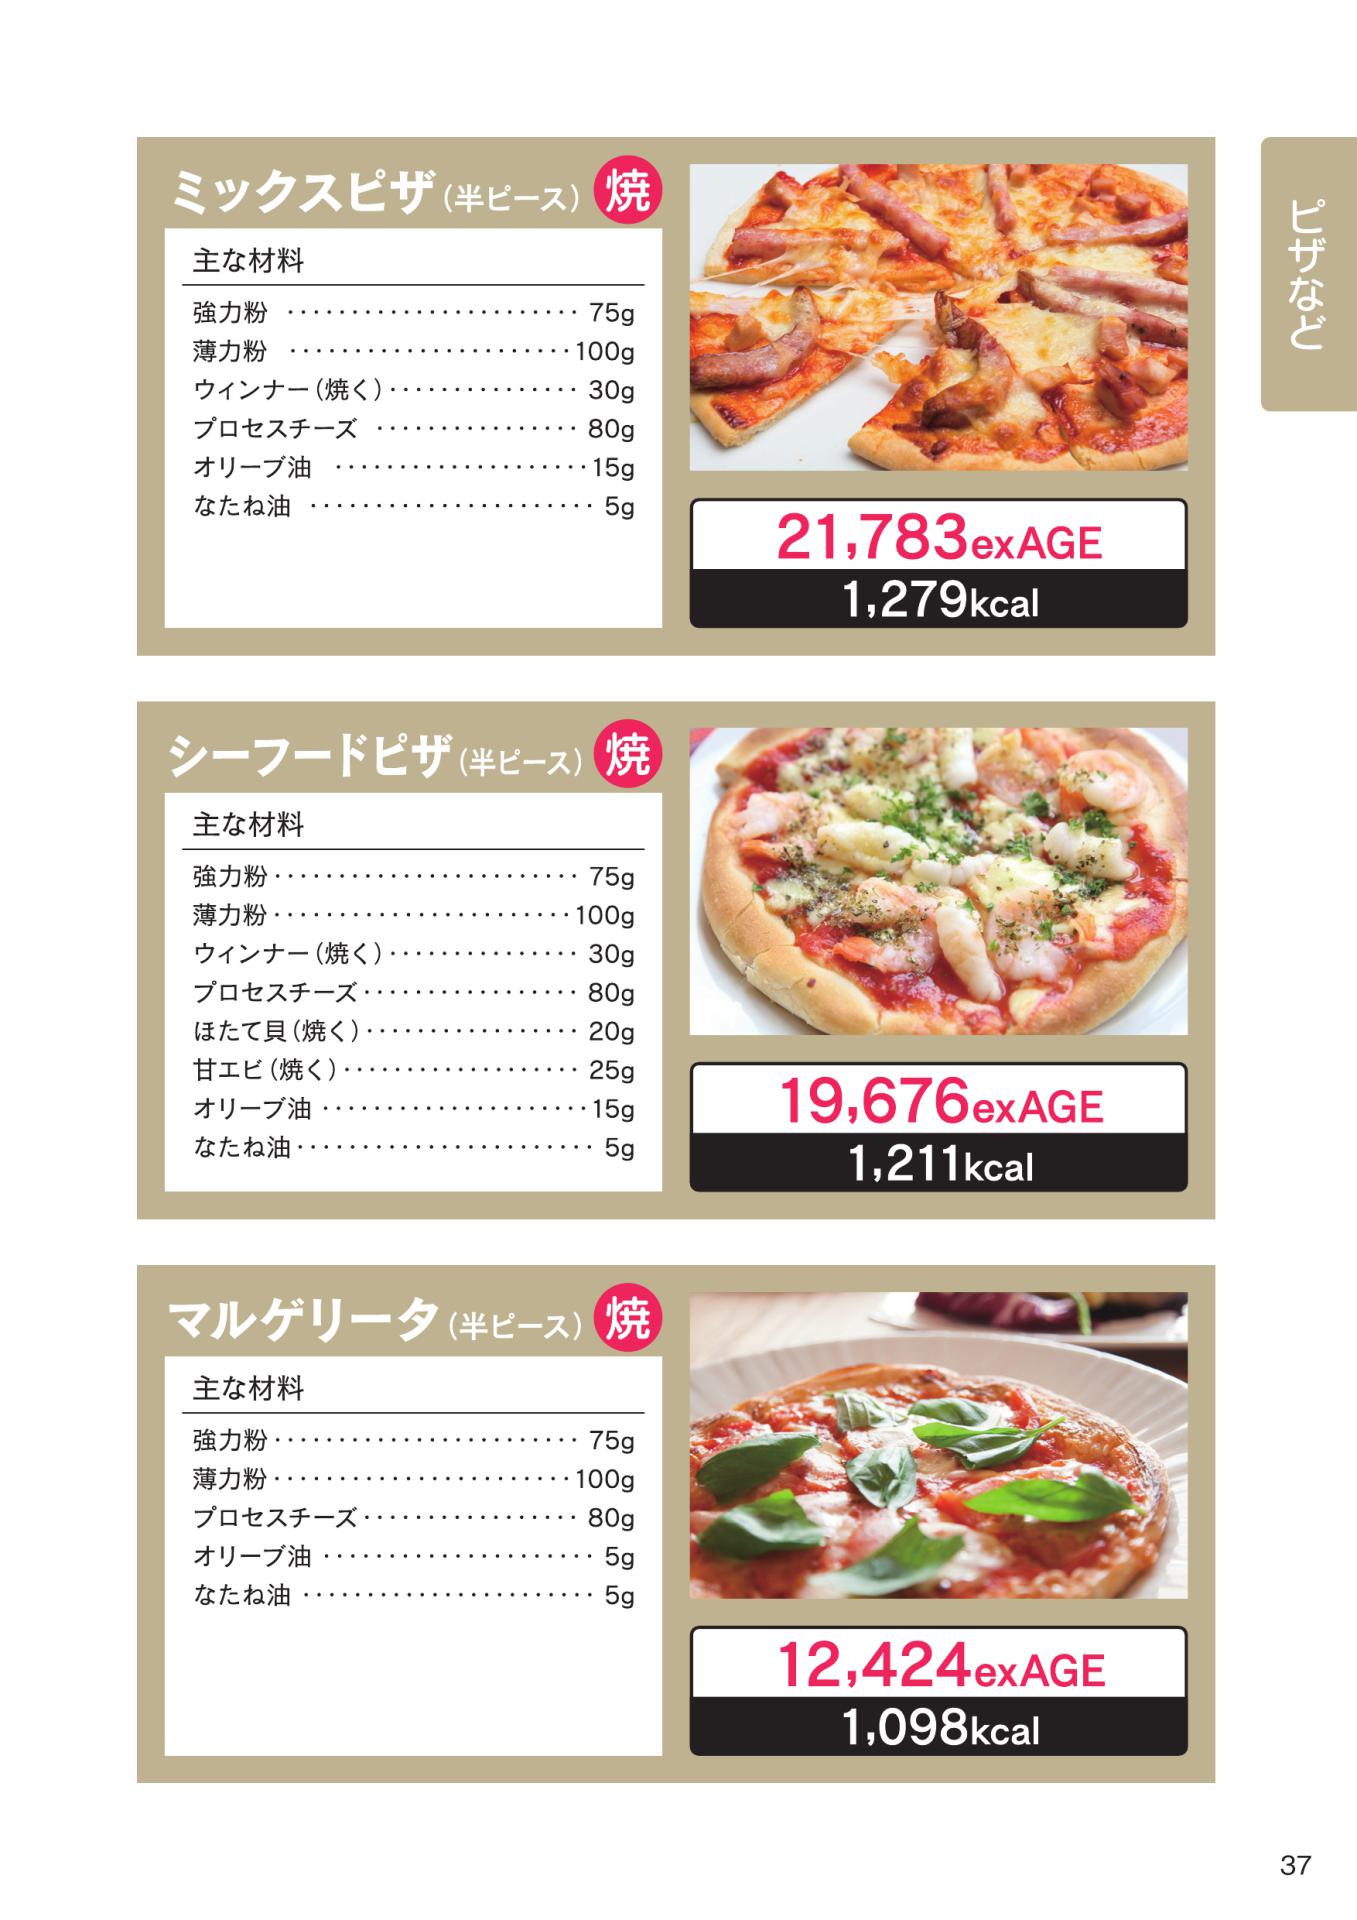 ピザなど
ミックスピザ(半ピース) 焼
主な材料
強力粉 ······················· 75g
薄力粉 ······················100g
ウィンナー(焼く)··············· 30g
プロセスチーズ ················ 80g
オリーブ油 ····················15g
なたね油 ······················ 5g
21,783exAGE
1,279kcal
シーフードピザ(半ピース) 焼
主な材料
強力粉························ 75g
薄力粉·······················100g
ウィンナー(焼く)··············· 30g
プロセスチーズ················· 80g
ほたて貝(焼く)················· 20g
甘エビ(焼く)··················· 25g
オリーブ油 ·····················15g
なたね油······················· 5g
19,676exAGE
1,211kcal
マルゲリータ(半ピース) 焼
主な材料
強力粉························ 75g
薄力粉·······················100g
プロセスチーズ················· 80g
オリーブ油 ····················· 5g
なたね油 ······················· 5g
12,424exAGE
1,098kcal
37